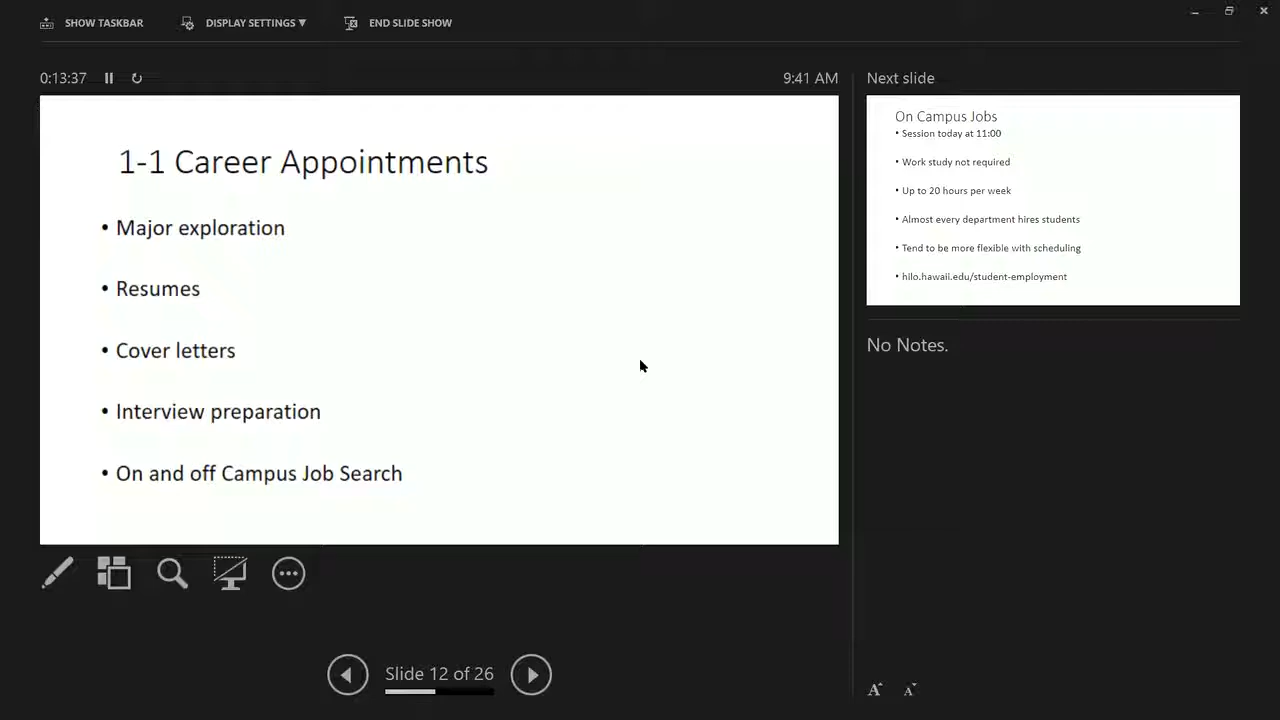 SHOW TASKBAR
DISPLAY SETTINGS ▼
END SLIDE SHOW
0:13:37
9:41 AM
1-1 Career Appointments
• Major exploration
• Resumes
• Cover letters
• Interview preparation
• On and off Campus Job Search
Slide 12 of 26
Next slide
On Campus Jobs
• Session today at 11:00
• Work study not required
• Up to 20 hours per week
• Almost every department hires students
• Tend to be more flexible with scheduling
• hilo.hawaii.edu/student-employment
No Notes.
A A